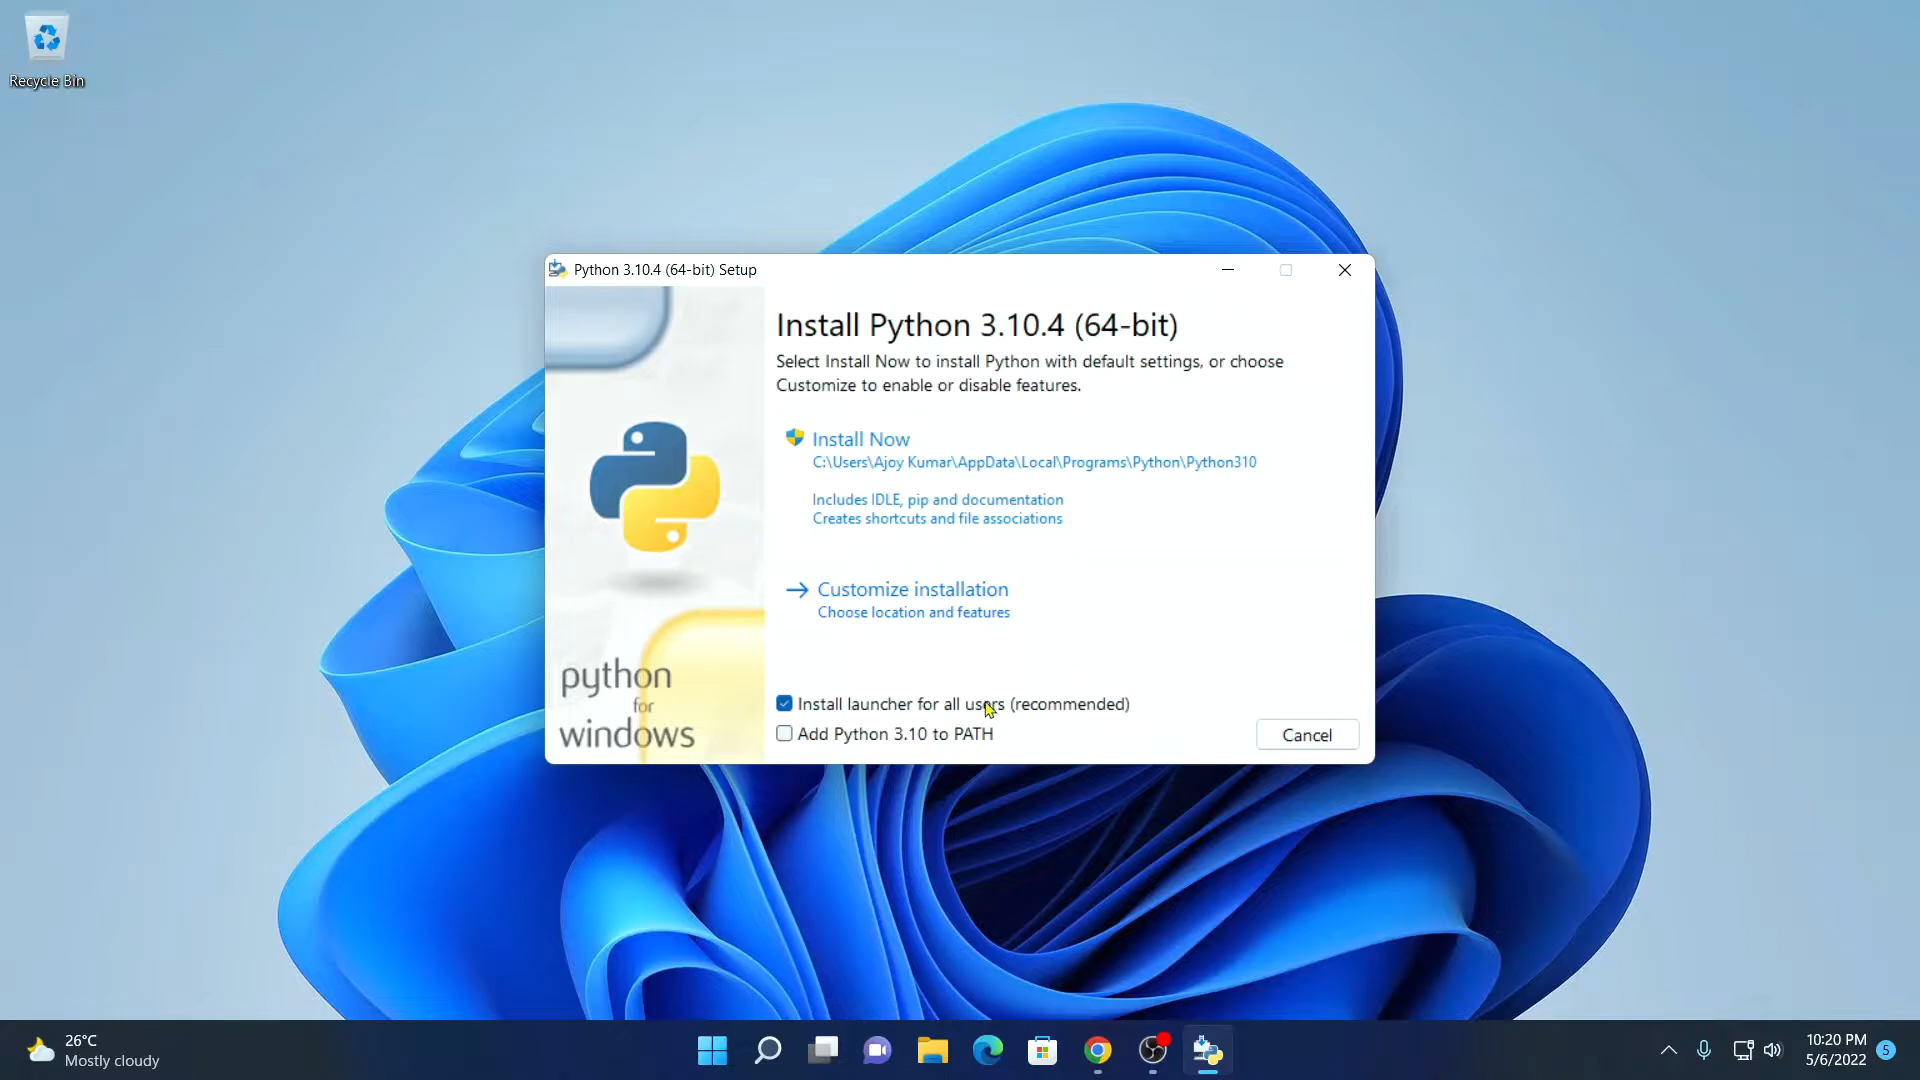 Recycle Bin
Python 3.10.4 (64-bit) Setup
Install Python 3.10.4 (64-bit)
Select Install Now to install Python with default settings, or choose
Customize to enable or disable features.
Install Now
C:\Users\Ajoy Kumar\AppData\Local\Programs\Python\Python310
Includes IDLE, pip and documentation
Creates shortcuts and file associations
Customize installation
Choose location and features
python
for
windows
Install launcher for all users (recommended)
Add Python 3.10 to PATH
Cancel
26°C
Mostly cloudy
10:20 PM
5/6/2022
5